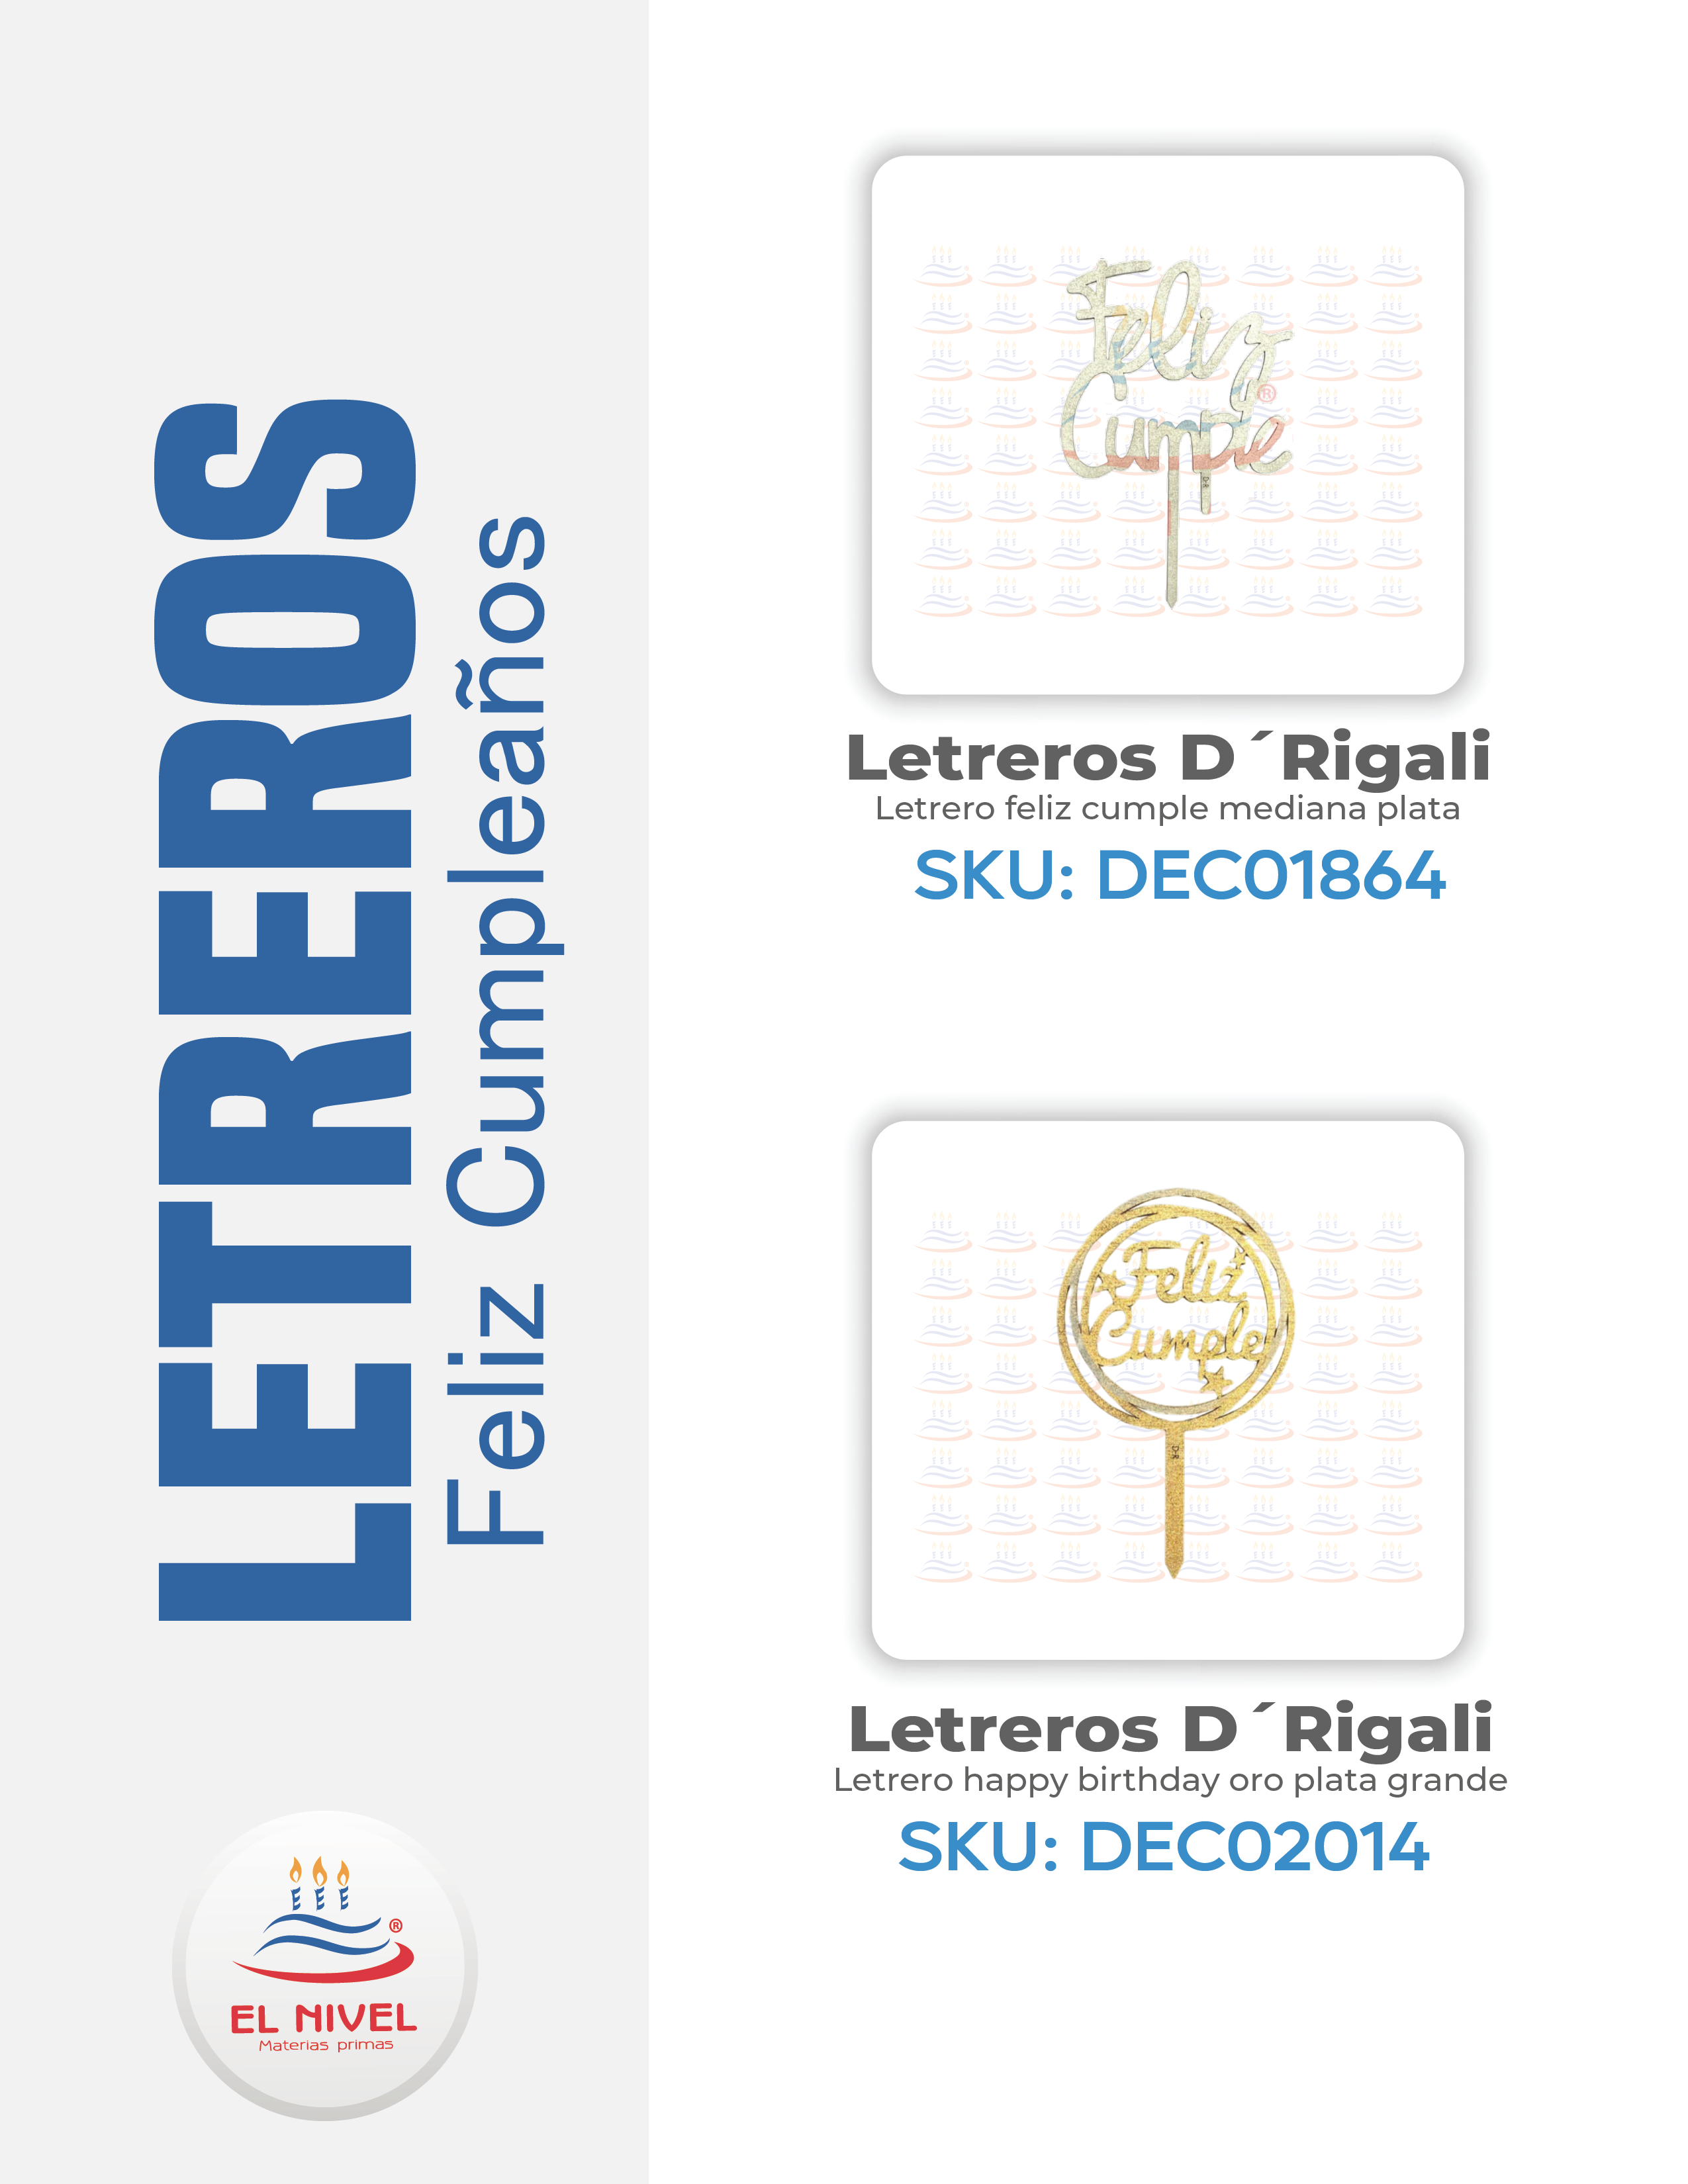 LETREROS
Feliz Cumpleaños
Feliz
Cumple
®
D·R
Letreros D´Rigali
Letrero feliz cumple mediana plata
SKU: DEC01864
Feliz
Cumple
D·R
Letreros D´Rigali
Letrero happy birthday oro plata grande
SKU: DEC02014
®
EL NIVEL
Materias primas